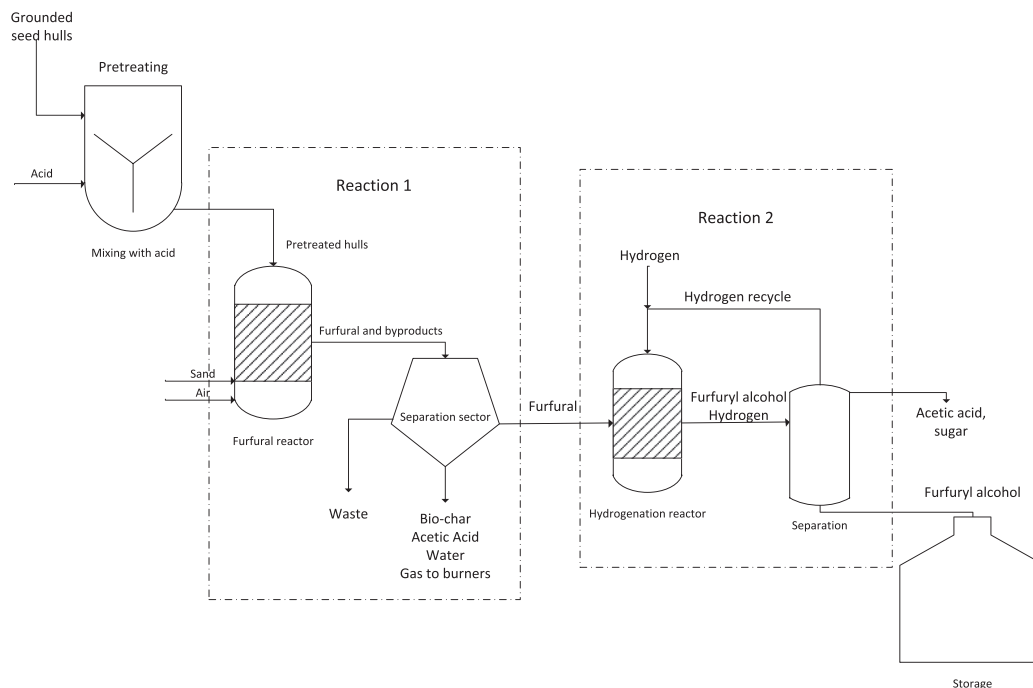 Grounded
seed hulls
Pretreating
Acid
Mixing with acid
Reaction 1
Pretreated hulls
Furfural and byproducts
Sand
Air
Furfural reactor
Separation sector
Waste
Bio-char
Acetic Acid
Water
Gas to burners
Furfural
Reaction 2
Hydrogen
Hydrogen recycle
Furfuryl alcohol
Hydrogen
Hydrogenation reactor
Separation
Acetic acid,
sugar
Furfuryl alcohol
Storage